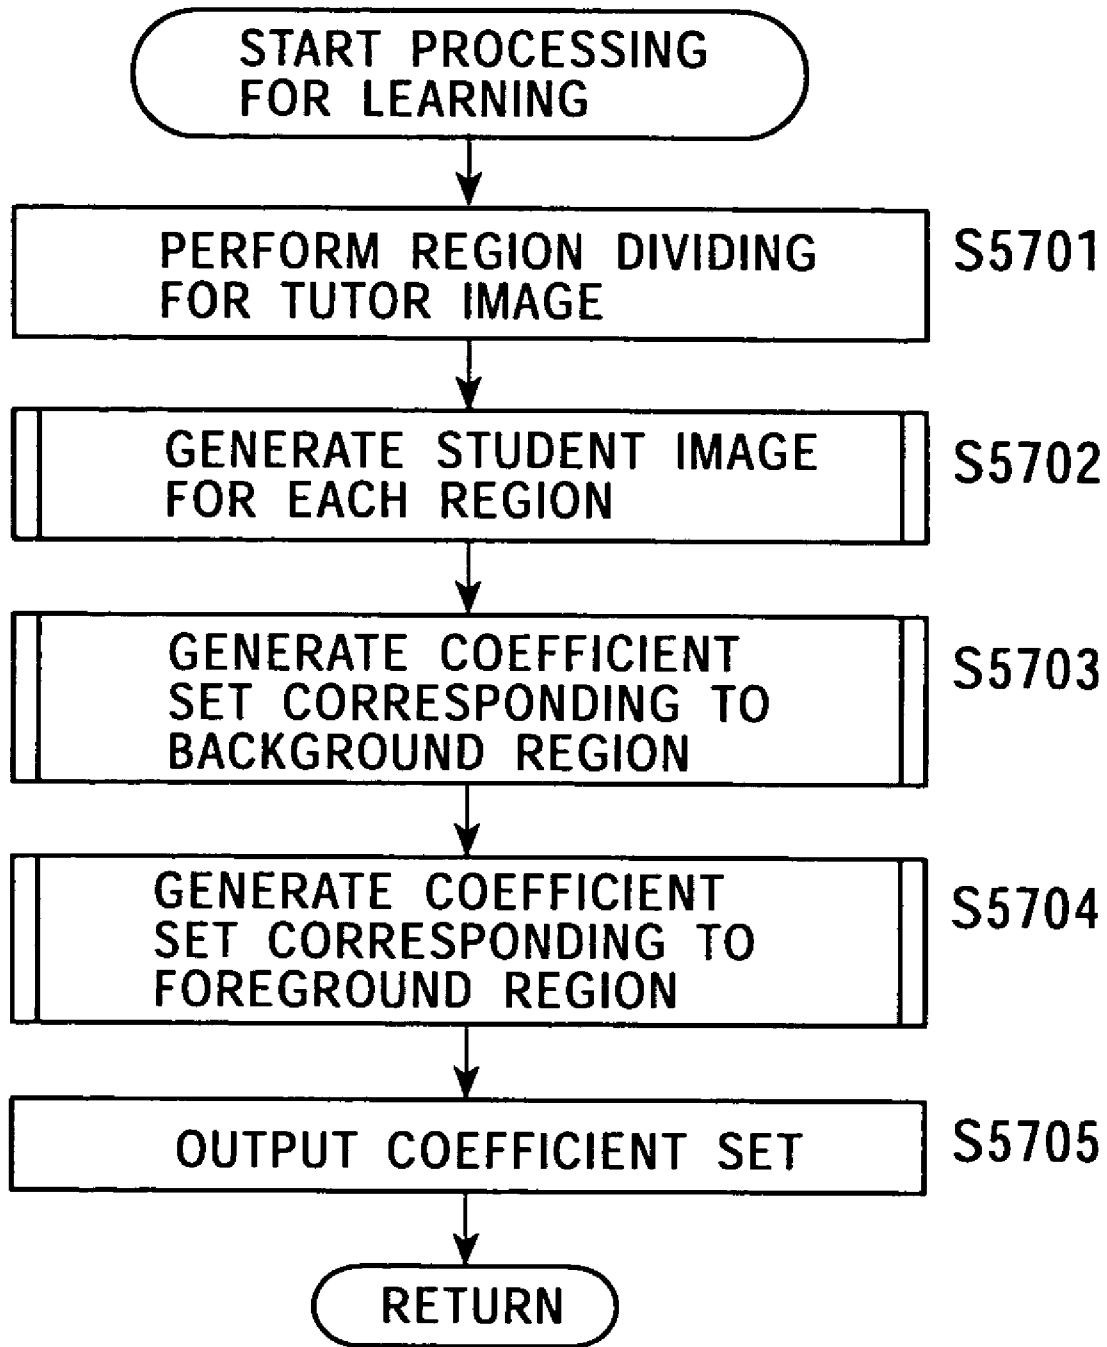 START PROCESSING
FOR LEARNING
PERFORM REGION DIVIDING
FOR TUTOR IMAGE
S5701
GENERATE STUDENT IMAGE
FOR EACH REGION
S5702
GENERATE COEFFICIENT
SET CORRESPONDING TO
BACKGROUND REGION
S5703
GENERATE COEFFICIENT
SET CORRESPONDING TO
FOREGROUND REGION
S5704
OUTPUT COEFFICIENT SET
S5705
RETURN